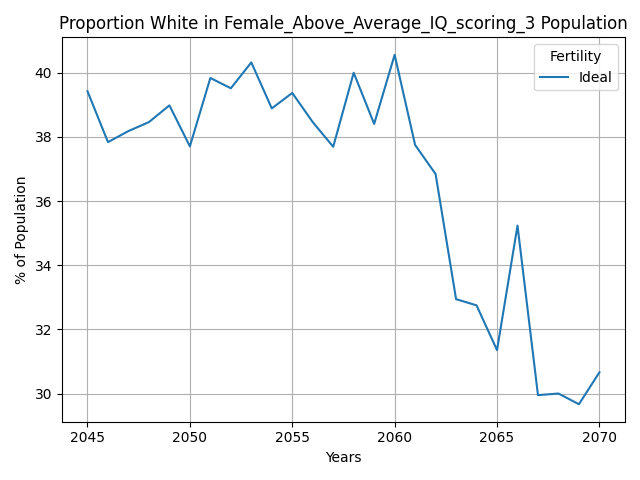 Proportion White in Female_Above_Average_IQ_scoring_3 Population
Fertility
Ideal
40
38
36
34
32
30
% of Population
2045 2050 2055 2060 2065 2070
Years